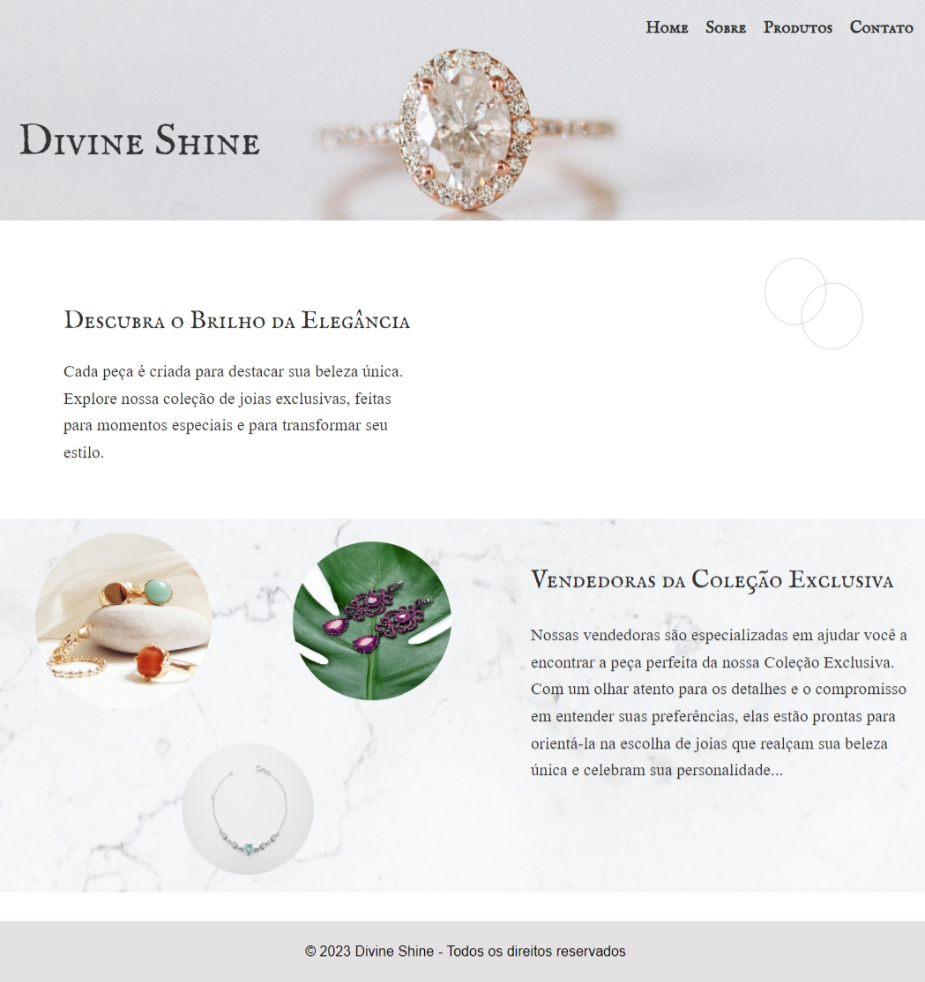 Home Sobre Produtos Contato
Divine Shine
Descubra o Brilho da Elegância
Cada peça é criada para destacar sua beleza única.
Explore nossa coleção de joias exclusivas, feitas
para momentos especiais e para transformar seu
estilo.
Vendedoras da Coleção Exclusiva
Nossas vendedoras são especializadas em ajudar você a
encontrar a peça perfeita da nossa Coleção Exclusiva.
Com um olhar atento para os detalhes e o compromisso
em entender suas preferências, elas estão prontas para
orientá-la na escolha de joias que realçam sua beleza
única e celebram sua personalidade...
© 2023 Divine Shine - Todos os direitos reservados